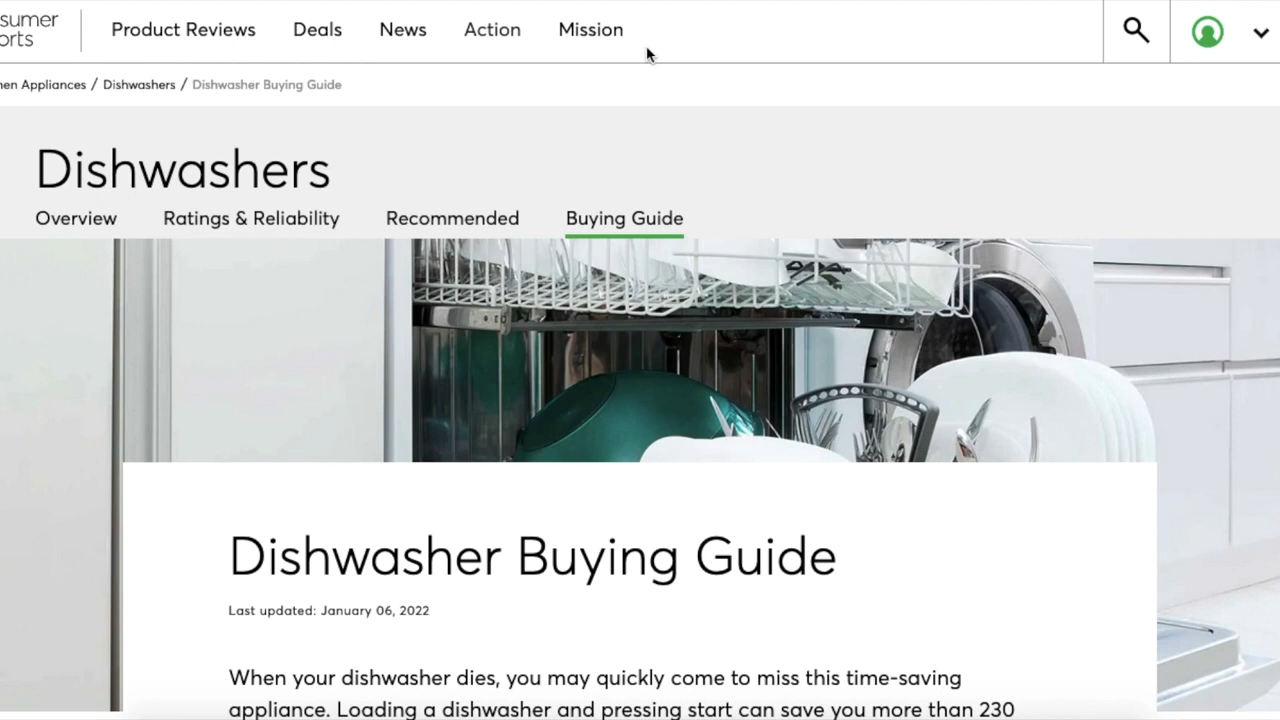 sumer
orts
Product Reviews Deals News Action Mission
en Appliances / Dishwashers / Dishwasher Buying Guide
Dishwashers
Overview Ratings & Reliability Recommended Buying Guide
Dishwasher Buying Guide
Last updated: January 06, 2022
When your dishwasher dies, you may quickly come to miss this time-saving
appliance. Loading a dishwasher and pressing start can save you more than 230